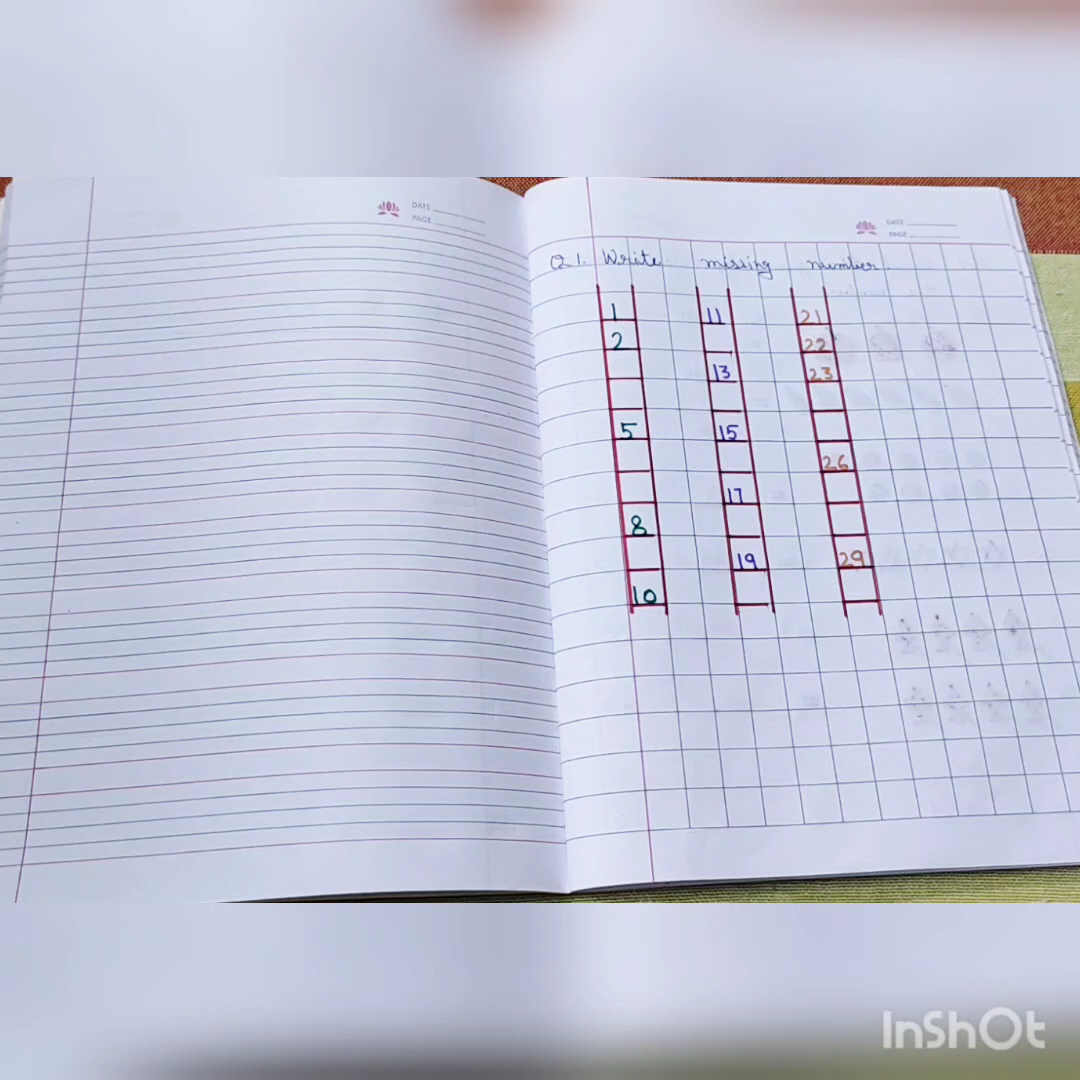 DATE
PAGE
DATE
PAGE
Q 1. Write missing number.
1 11 21
2 22
13 23
5 15
26
17
8
19 29
10
InShOt